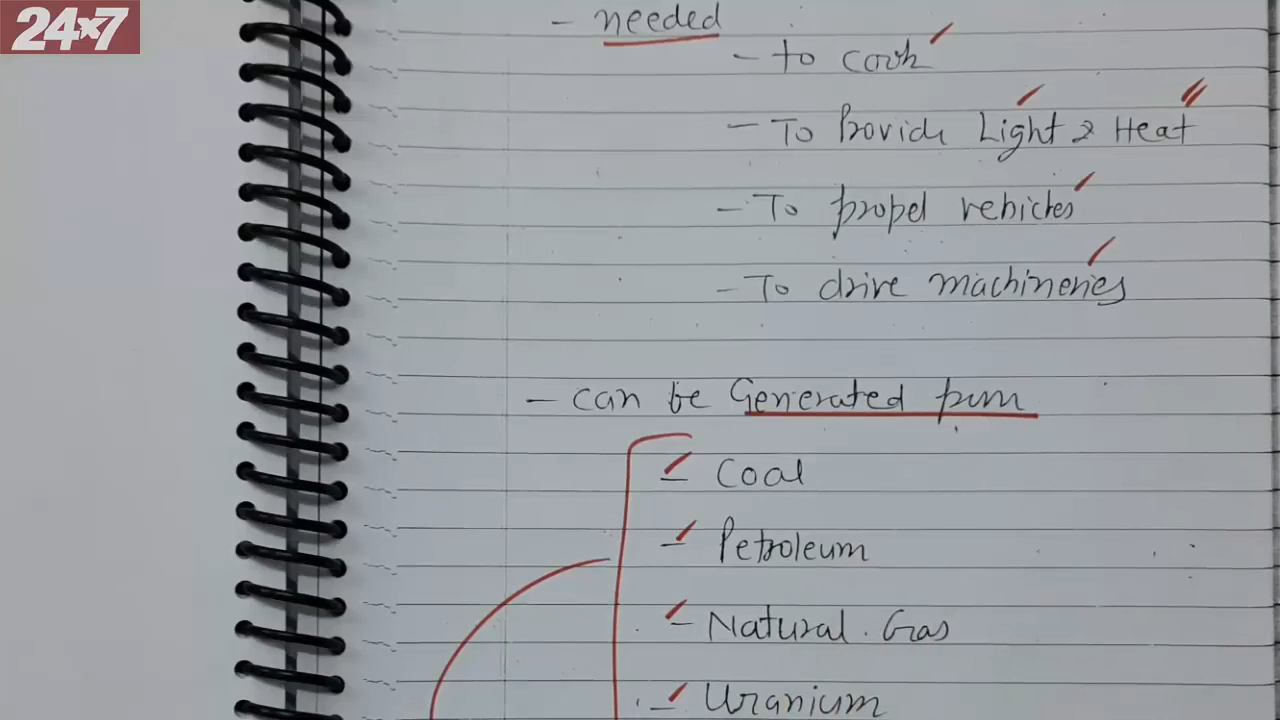 24x7
- needed
- to cook
- To Provide Light & Heat
- To propel vehicles
- To drive machineries
- can be Generated from
- Coal
- Petroleum
- Natural Gas
- Uranium